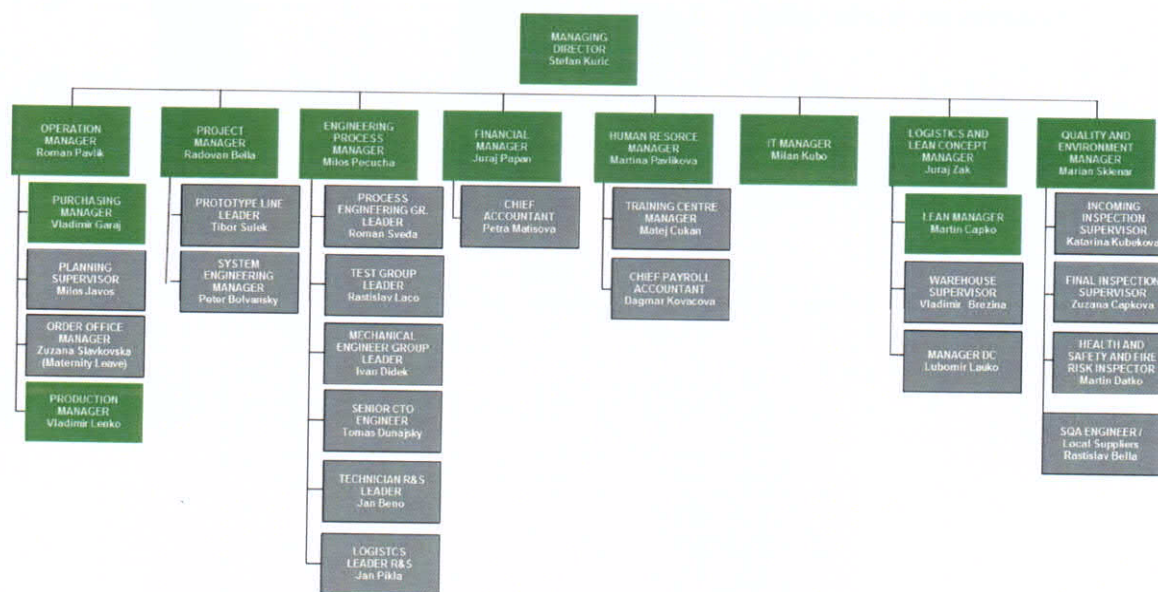 MANAGING
DIRECTOR
Stefan Kuric
OPERATION
MANAGER
Roman Pavlik
PURCHASING
MANAGER
Vladimir Garaj
PLANNING
SUPERVISOR
Milos Javos
ORDER OFFICE
MANAGER
Zuzana Slavkovska
(Maternity Leave)
PRODUCTION
MANAGER
Vladimir Lenko
PROJECT
MANAGER
Radovan Bella
PROTOTYPE LINE
LEADER
Tibor Sulek
SYSTEM
ENGINEERING
MANAGER
Peter Bolvansky
ENGINEERING
PROCESS
MANAGER
Milos Pecucha
PROCESS
ENGINEERING GR.
LEADER
Roman Sveda
TEST GROUP
LEADER
Rastislav Laco
MECHANICAL
ENGINEER GROUP
LEADER
Ivan Didek
SENIOR CTO
ENGINEER
Tomas Dunajsky
TECHNICIAN R&S
LEADER
Jan Beno
LOGISTCS
LEADER R&S
Jan Pikla
FINANCIAL
MANAGER
Juraj Papan
CHIEF
ACCOUNTANT
Petra Matisova
HUMAN RESORCE
MANAGER
Martina Pavlikova
TRAINING CENTRE
MANAGER
Matej Cukan
CHIEF PAYROLL
ACCOUNTANT
Dagmar Kovacova
IT MANAGER
Milan Kubo
LOGISTICS AND
LEAN CONCEPT
MANAGER
Juraj Zak
LEAN MANAGER
Martin Capko
WAREHOUSE
SUPERVISOR
Vladimir Brezina
MANAGER DC
Lubomir Lauko
QUALITY AND
ENVIRONMENT
MANAGER
Marian Sklenar
INCOMING
INSPECTION
SUPERVISOR
Katarina Kubekova
FINAL INSPECTION
SUPERVISOR
Zuzana Capkova
HEALTH AND
SAFETY AND FIRE
RISK INSPECTOR
Martin Datko
SQA ENGINEER /
Local Suppliers
Rastislav Bella